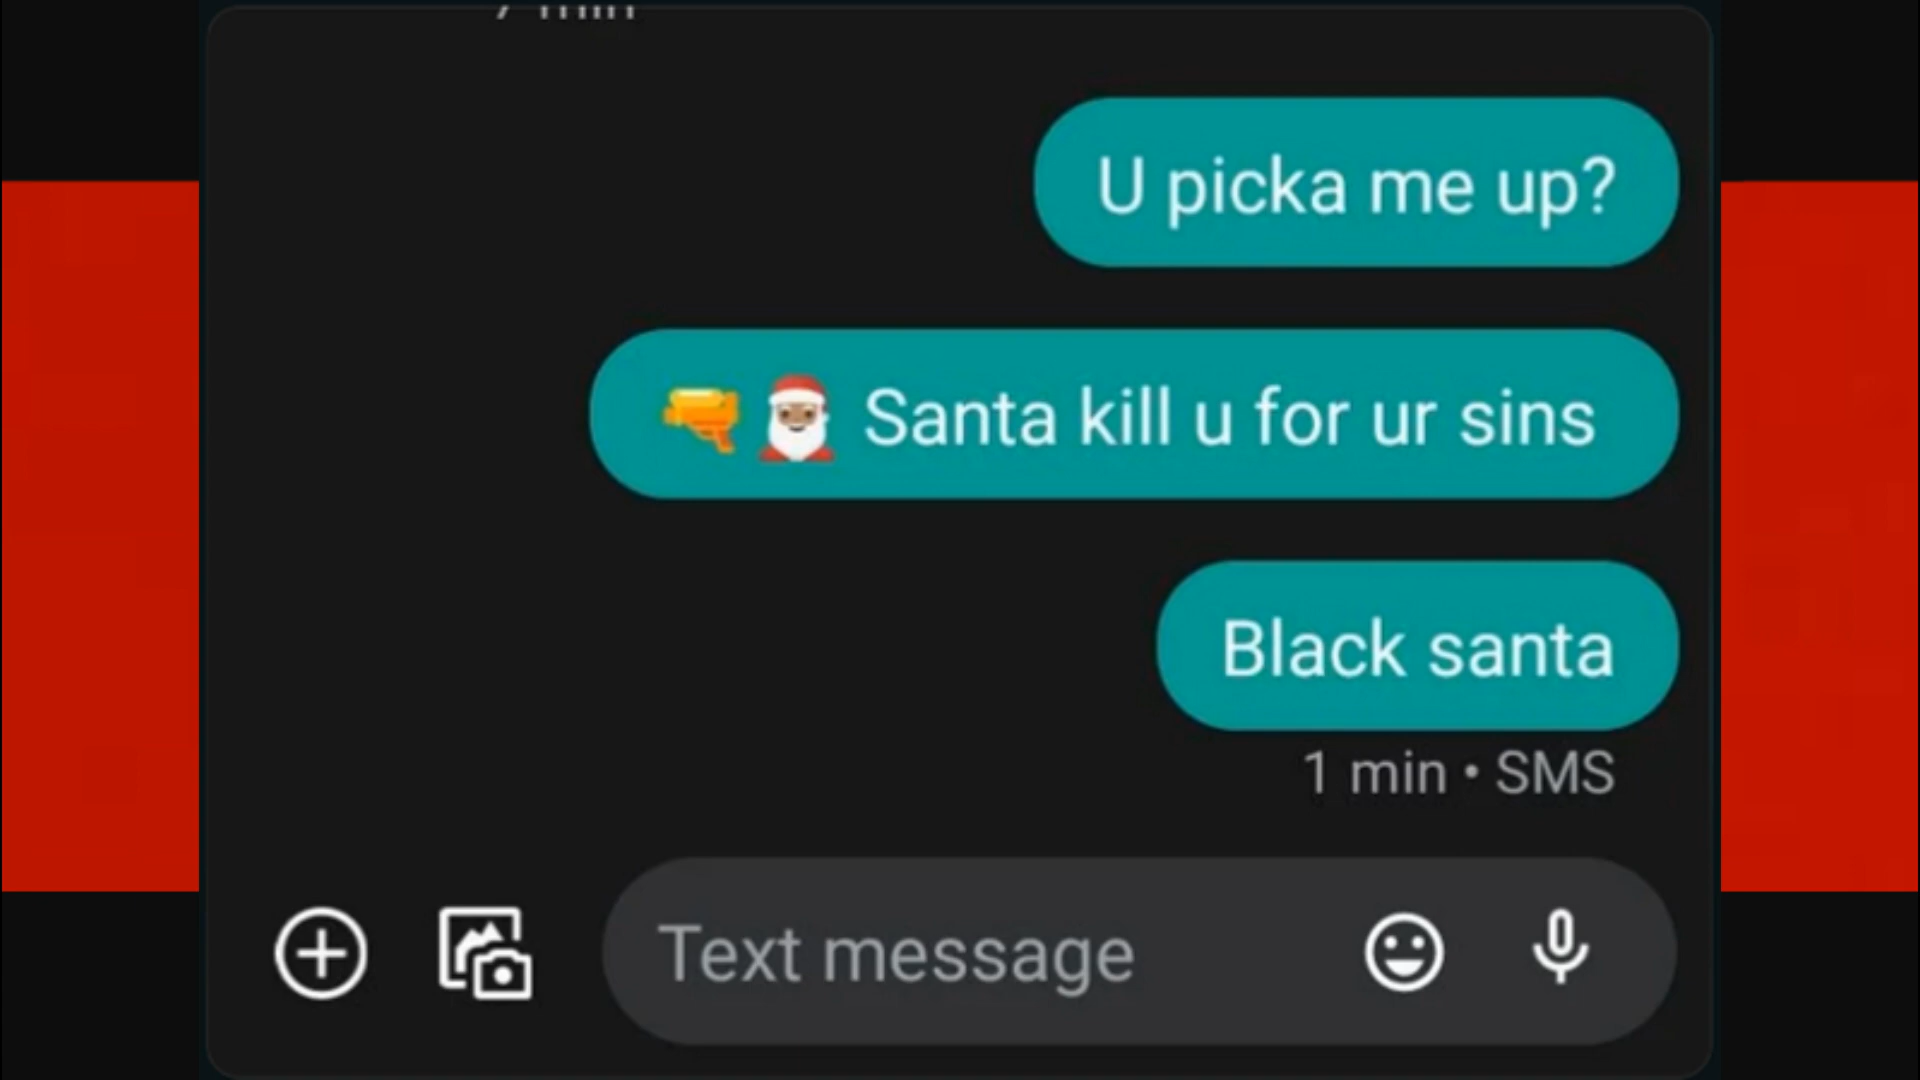 U picka me up?
🔫🎅🏽 Santa kill u for ur sins
Black santa
1 min • SMS
Text message